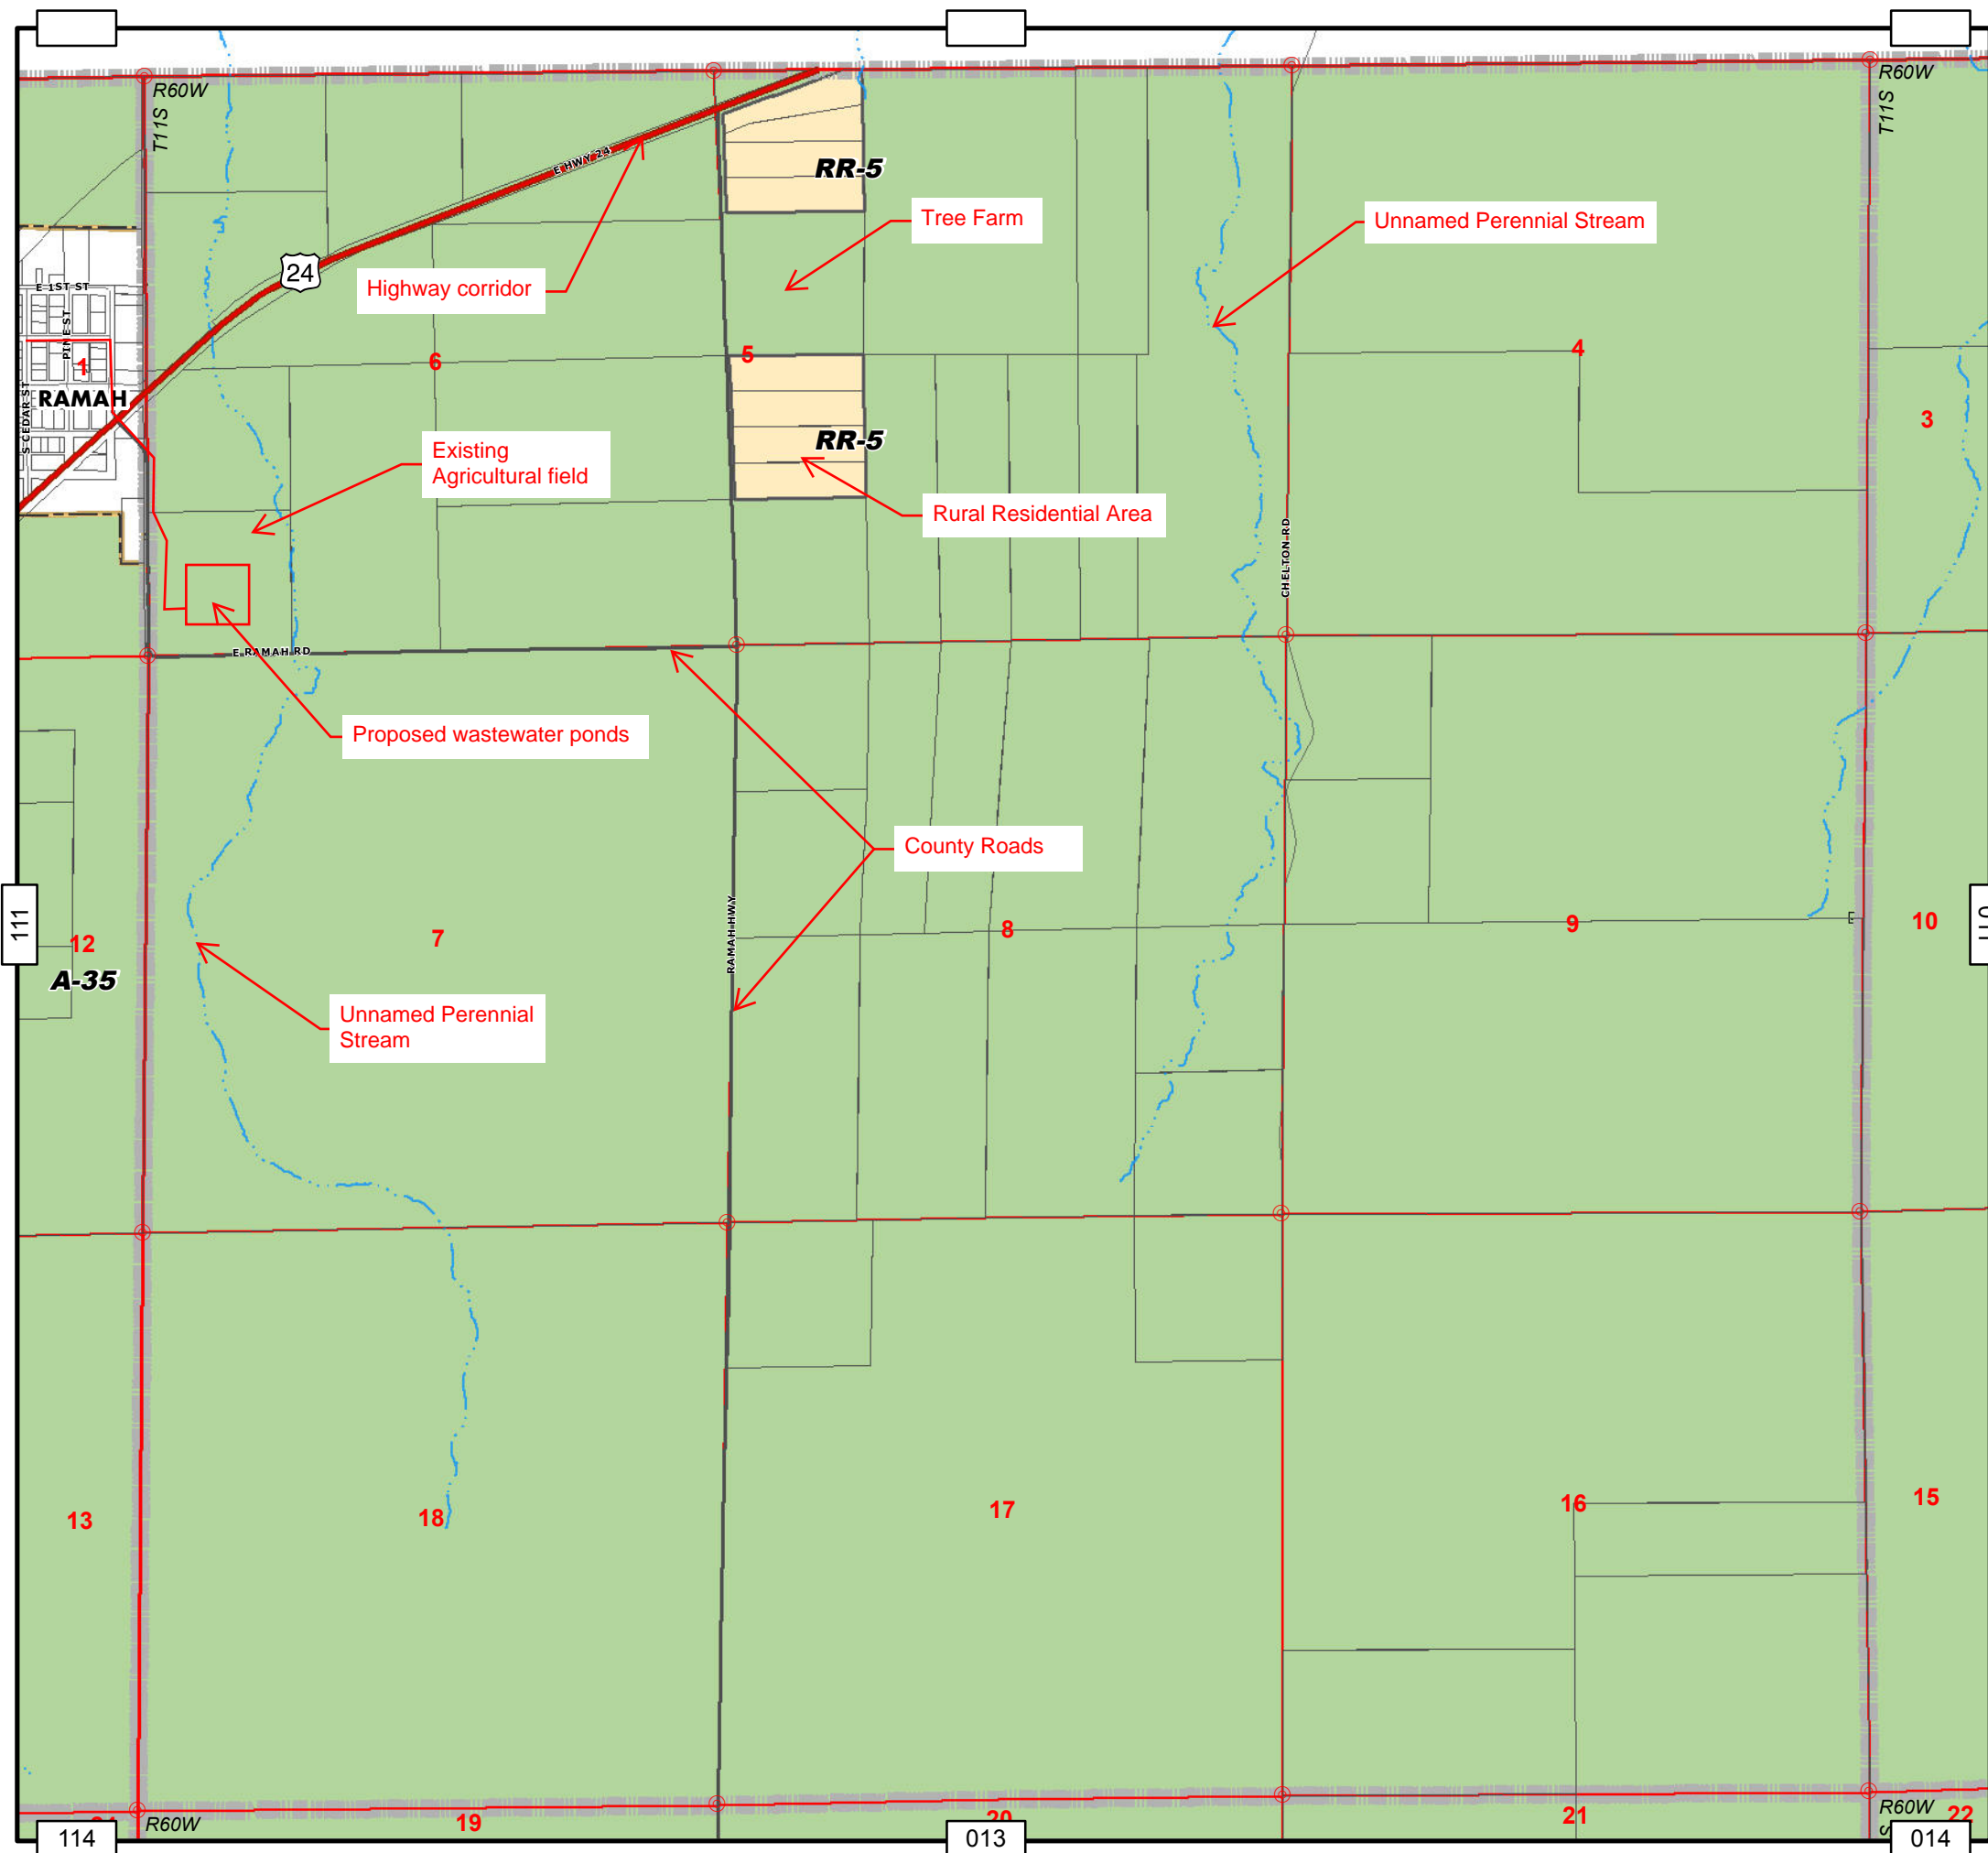 R60W
T11S
R60W
T11S
E HWY 24
RR-5
Tree Farm
Unnamed Perennial Stream
24
Highway corridor
E 1ST ST
PINE ST
1
6
5
4
S CEDAR ST
RAMAH
3
Existing
Agricultural field
RR-5
Rural Residential Area
CHELTON RD
E RAMAH RD
Proposed wastewater ponds
County Roads
111
12
7
RAMAH HWY
8
9
10
A-35
Unnamed Perennial
Stream
13
18
17
16
15
R60W
19
20
21
R60W
22
114
013
014